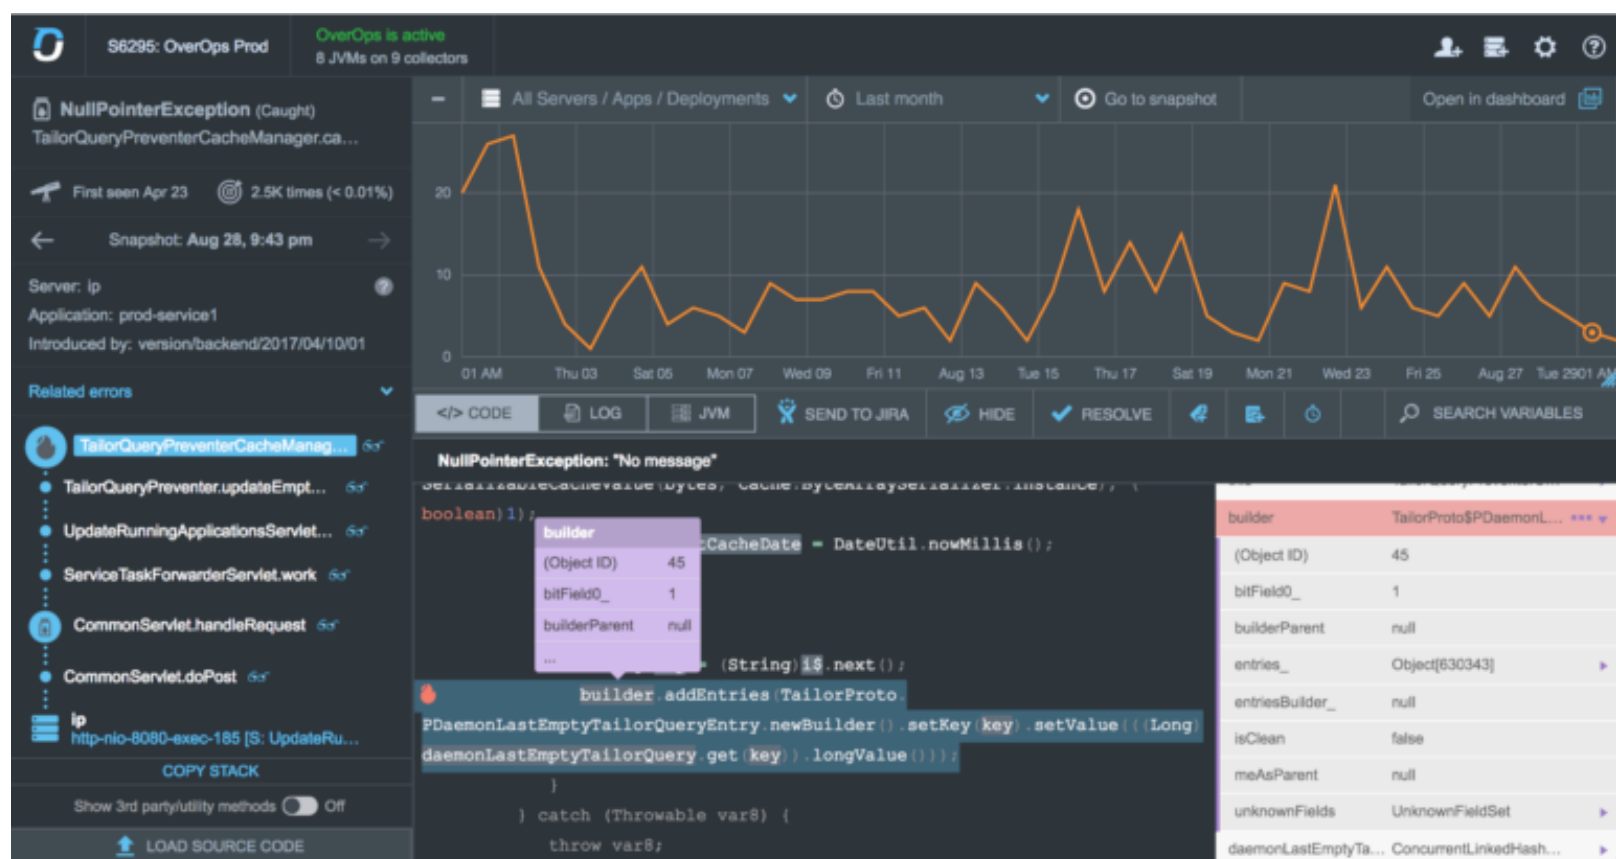 S6295: OverOps Prod
OverOps is active
8 JVMs on 9 collectors
NullPointerException (Caught)
TailorQueryPreventerCacheManager.ca...
First seen Apr 23
2.5K times (< 0.01%)
Snapshot: Aug 28, 9:43 pm
Server: ip
Application: prod-service1
Introduced by: version/backend/2017/04/10/01
Related errors
TailorQueryPreventerCacheManag...
TailorQueryPreventer.updateEmpt...
UpdateRunningApplicationsServlet...
ServiceTaskForwarderServlet.work
CommonServlet.handleRequest
CommonServlet.doPost
ip
http-nio-8080-exec-185 [S: UpdateRu...
COPY STACK
Show 3rd party/utility methods Off
LOAD SOURCE CODE
All Servers / Apps / Deployments
Last month
Go to snapshot
Open in dashboard
20
10
0
01 AM Thu 03 Sat 05 Mon 07 Wed 09 Fri 11 Aug 13 Tue 15 Thu 17 Sat 19 Mon 21 Wed 23 Fri 25 Aug 27 Tue 2901 AM
</> CODE
LOG
JVM
SEND TO JIRA
HIDE
RESOLVE
SEARCH VARIABLES
NullPointerException: "No message"
SerializableCacheValue(bytes, Cache.ByteArraySerializer.instance), (
boolean)1);
tCacheDate = DateUtil.nowMillis();
= (String)i$.next();
builder.addEntries(TailorProto.
PDaemonLastEmptyTailorQueryEntry.newBuilder().setKey(key).setValue(((Long)
daemonLastEmptyTailorQuery.get(key)).longValue()));
}
} catch (Throwable var8) {
throw var8;
builder
(Object ID) 45
bitField0_ 1
builderParent null
...
builder TailorProto$PDaemonL...
(Object ID) 45
bitField0_ 1
builderParent null
entries_ Object[630343]
entriesBuilder_ null
isClean false
meAsParent null
unknownFields UnknownFieldSet
daemonLastEmptyTa... ConcurrentLinkedHash...